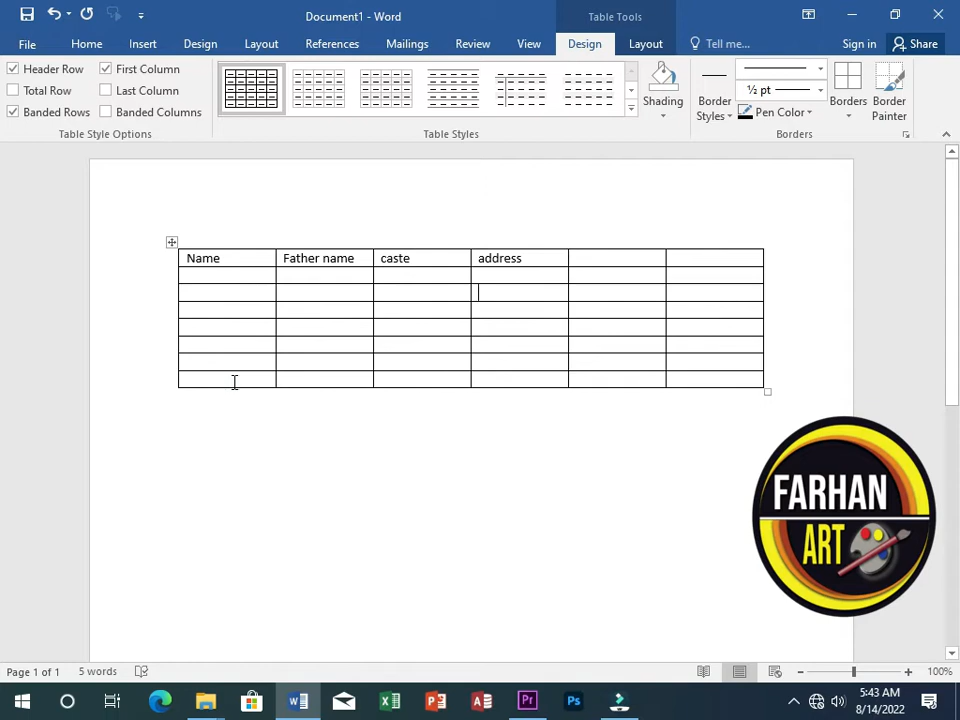 Document1 - Word
Table Tools
File Home Insert Design Layout References Mailings Review View Design Layout Tell me... Sign in Share
Header Row First Column
Total Row Last Column
Banded Rows Banded Columns
Table Style Options
Table Styles
Shading
Border Styles
½ pt
Pen Color
Borders
Border Painter
Borders
Name Father name caste address
FARHAN
ART
Page 1 of 1 5 words 100%
W X P A Pr Ps
5:43 AM
8/14/2022